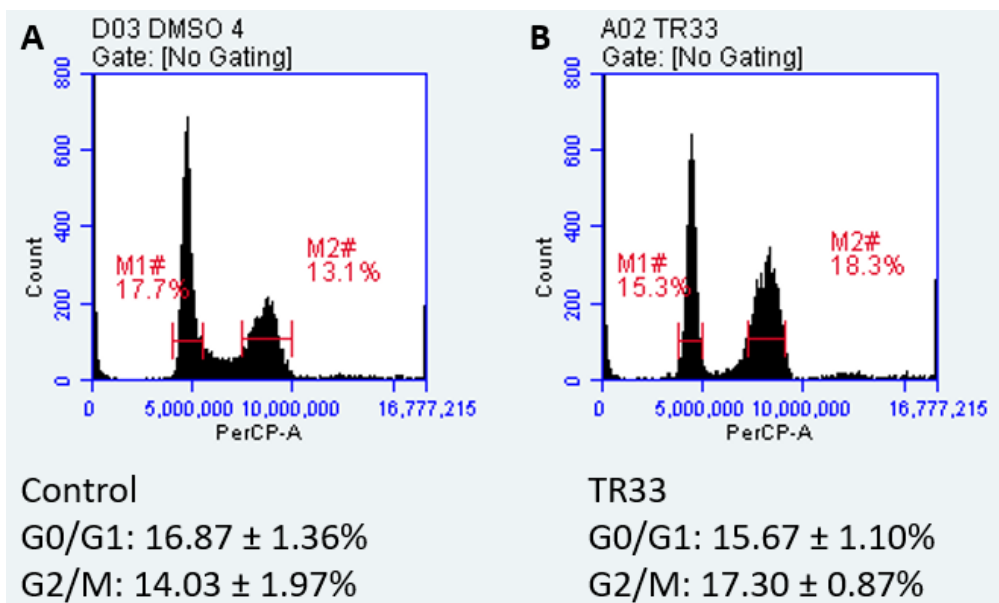 A
D03 DMSO 4
Gate: [No Gating]
800
600
400
200
0
Count
M1#
17.7%
M2#
13.1%
0 5,000,000 10,000,000 16,777,215
PerCP-A
Control
G0/G1: 16.87 ± 1.36%
G2/M: 14.03 ± 1.97%
B
A02 TR33
Gate: [No Gating]
800
600
400
200
0
Count
M1#
15.3%
M2#
18.3%
0 5,000,000 10,000,000 16,777,215
PerCP-A
TR33
G0/G1: 15.67 ± 1.10%
G2/M: 17.30 ± 0.87%